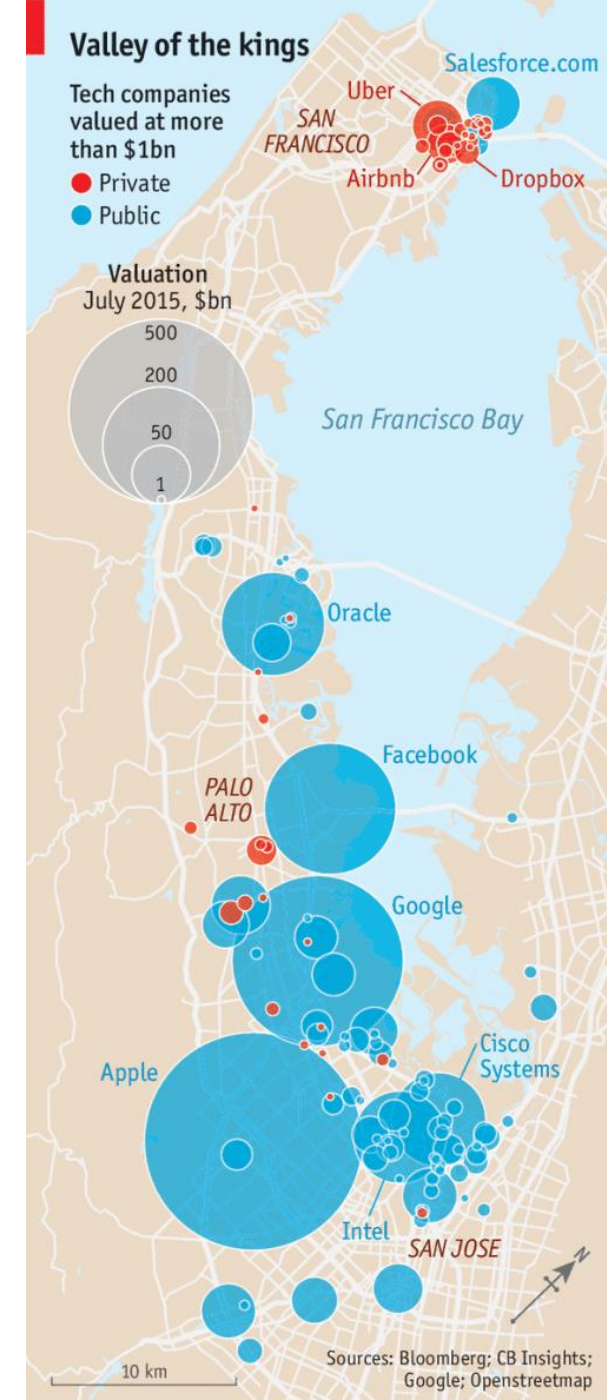 Valley of the kings
Tech companies
valued at more
than $1bn
Private
Public
Valuation
July 2015, $bn
500
200
50
1
Salesforce.com
Uber
SAN
FRANCISCO
Airbnb
Dropbox
San Francisco Bay
Oracle
Facebook
PALO
ALTO
Google
Cisco
Systems
Apple
Intel
SAN JOSE
N
10 km
Sources: Bloomberg; CB Insights;
Google; Openstreetmap